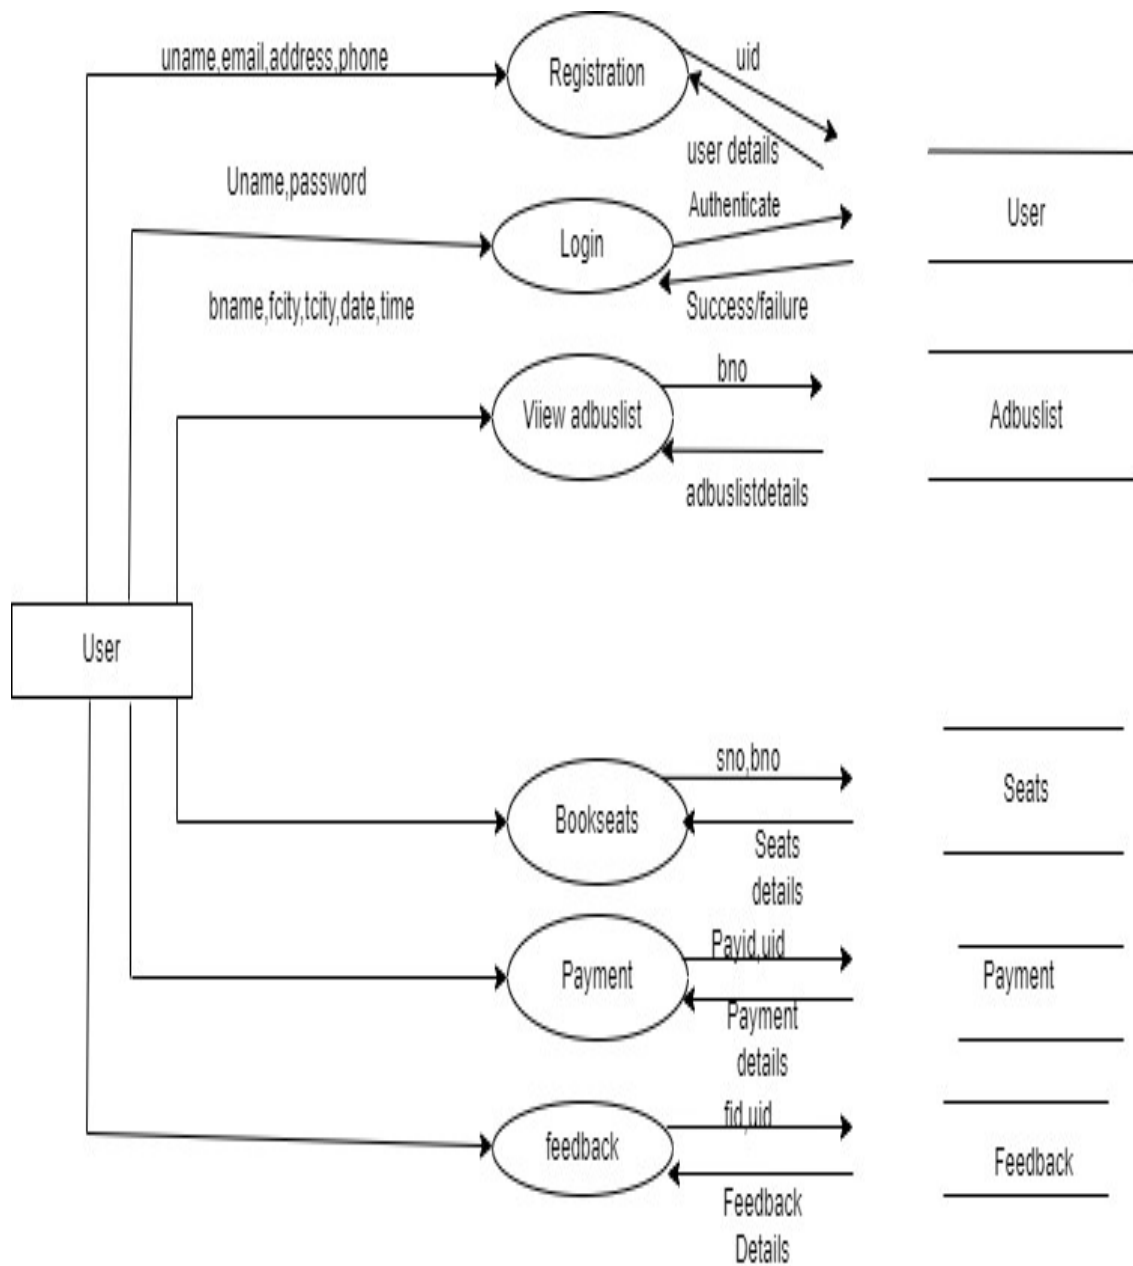 uname,email,address,phone
Registration
uid
user details
Uname,password
Login
Authenticate
User
Success/failure
bname,fcity,tcity,date,time
Viiew adbuslist
bno
Adbuslist
adbuslistdetails
User
Bookseats
sno,bno
Seats
Seats
details
Payment
Payid,uid
Payment
Payment
details
feedback
fid,uid
Feedback
Feedback
Details